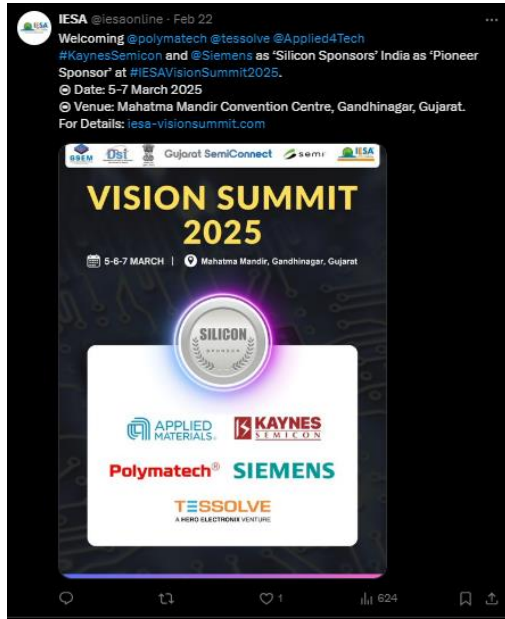 IESA @iesaonline · Feb 22
Welcoming @polymatech @tessolve @Applied4Tech
#KaynesSemicon and @Siemens as ‘Silicon Sponsors’ India as ‘Pioneer
Sponsor’ at #IESAVisionSummit2025.
Date: 5-7 March 2025
Venue: Mahatma Mandir Convention Centre, Gandhinagar, Gujarat.
For Details: iesa-visionsummit.com
GSEM Dsi Gujarat SemiConnect semi IESA
VISION SUMMIT
2025
5-6-7 MARCH | Mahatma Mandir, Gandhinagar, Gujarat
SILICON
SPONSOR
APPLIED
MATERIALS
KAYNES
SEMICON
Polymatech® SIEMENS
TESSOLVE
A HERO ELECTRONIX VENTURE
1 624